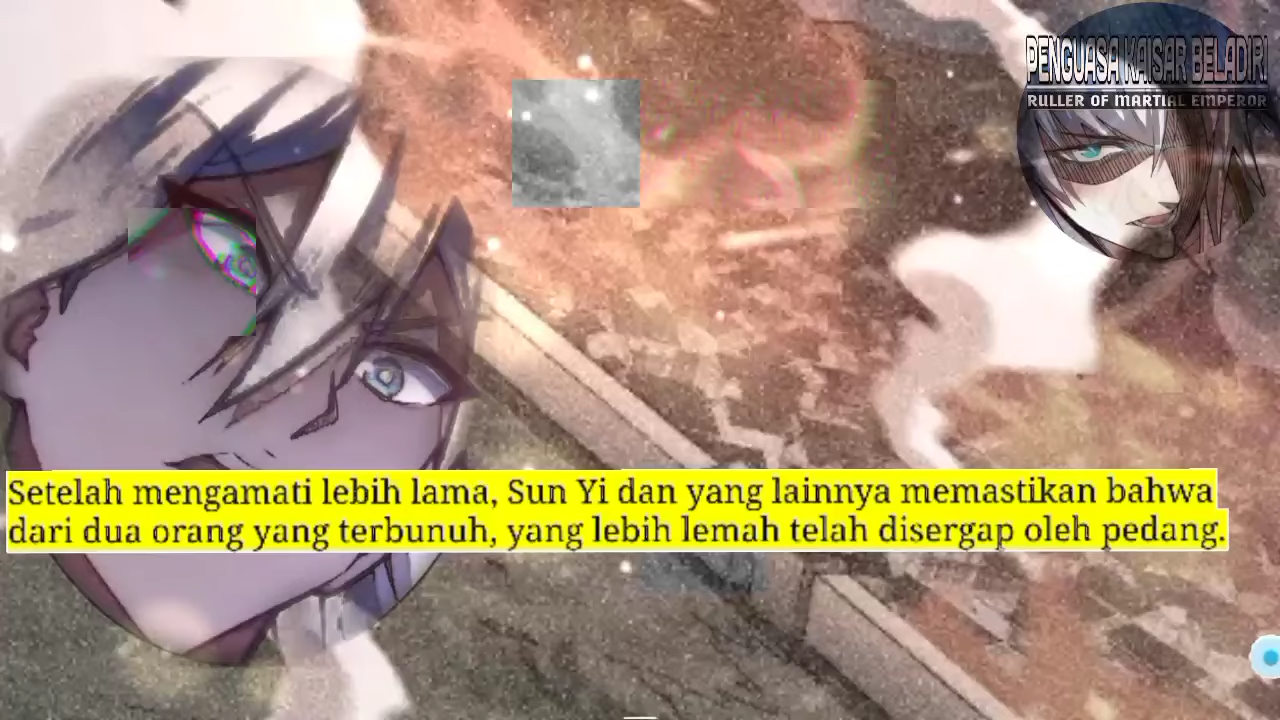 PENGUASA KAISAR BELADIRI
RULLER OF MARTIAL EMPEROR
Setelah mengamati lebih lama, Sun Yi dan yang lainnya memastikan bahwa
dari dua orang yang terbunuh, yang lebih lemah telah disergap oleh pedang.